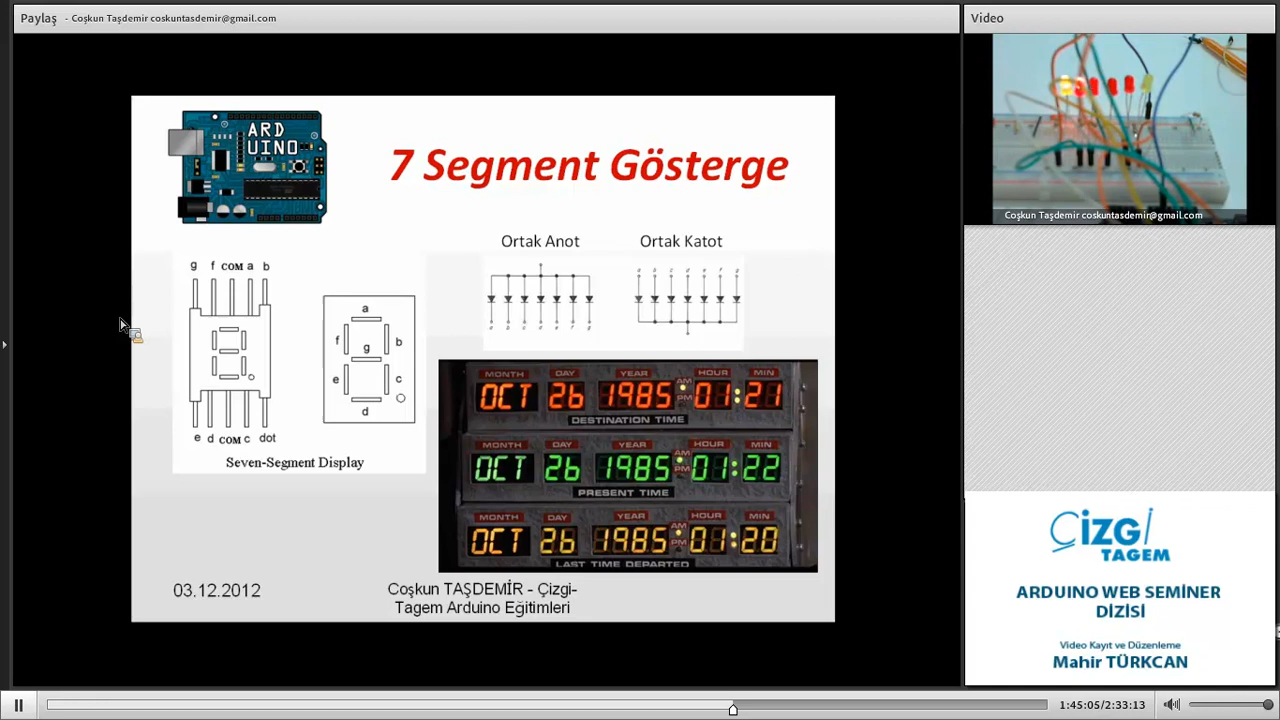 Paylaş - Coşkun Taşdemir coskuntasdemir@gmail.com
Video
Coşkun Taşdemir coskuntasdemir@gmail.com
ARD
UINO
7 Segment Gösterge
Ortak Anot
Ortak Katot
g f COM a b
a
f b
g
e c
d
e d COM c dot
Seven-Segment Display
MONTH DAY YEAR AM HOUR MIN
OCT 26 1985 PM 01:21
DESTINATION TIME
MONTH DAY YEAR AM HOUR MIN
OCT 26 1985 PM 01:22
PRESENT TIME
MONTH DAY YEAR AM HOUR MIN
OCT 26 1985 PM 01:20
LAST TIME DEPARTED
03.12.2012
Coşkun TAŞDEMİR - Çizgi-
Tagem Arduino Eğitimleri
ÇİZGİ
TAGEM
ARDUINO WEB SEMINER
DİZİSİ
Video Kayıt ve Düzenleme
Mahir TÜRKCAN
1:45:05/2:33:13